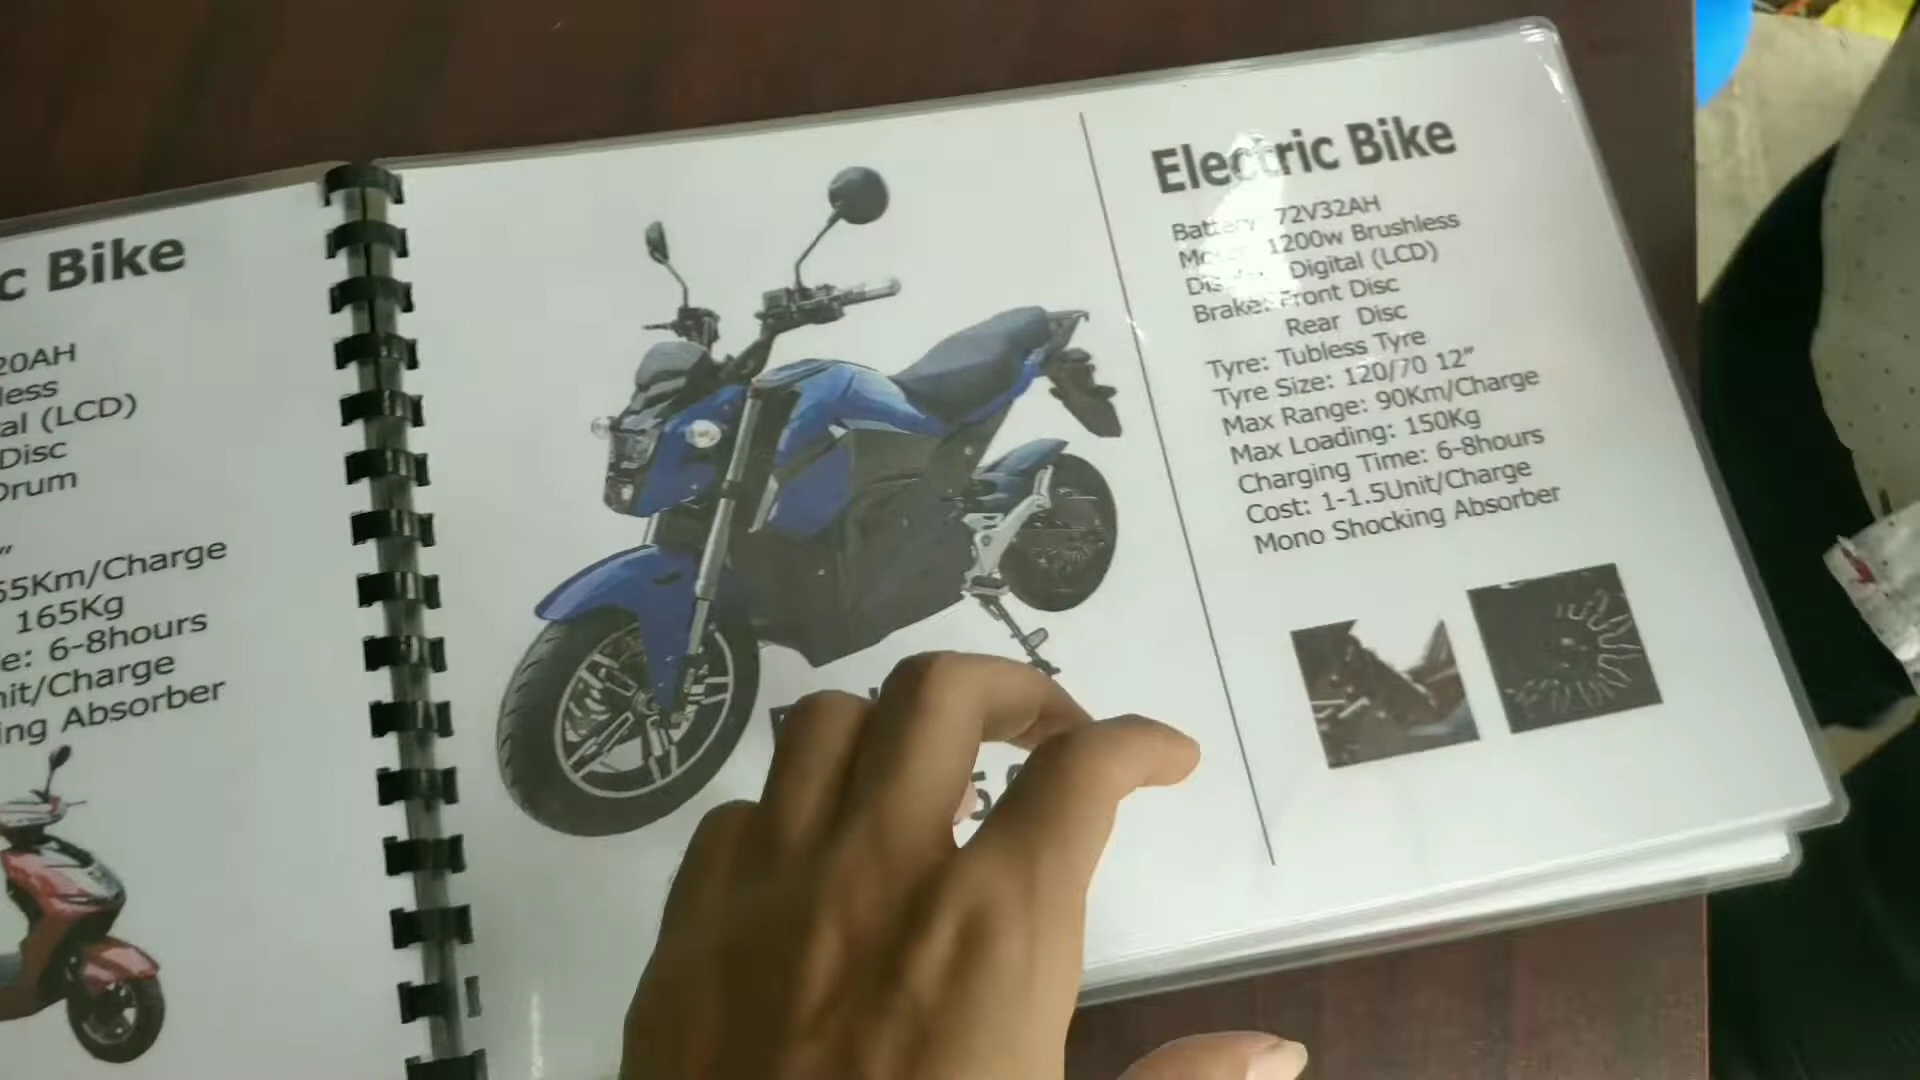 c Bike
20AH
less
al (LCD)
Disc
Drum
"
55Km/Charge
165Kg
e: 6-8hours
nit/Charge
ing Absorber
Electric Bike
Battery: 72V32AH
1200w Brushless
Digital (LCD)
Brake: Front Disc
Rear Disc
Tyre: Tubless Tyre
Tyre Size: 120/70 12"
Max Range: 90Km/Charge
Max Loading: 150Kg
Charging Time: 6-8hours
Cost: 1-1.5Unit/Charge
Mono Shocking Absorber